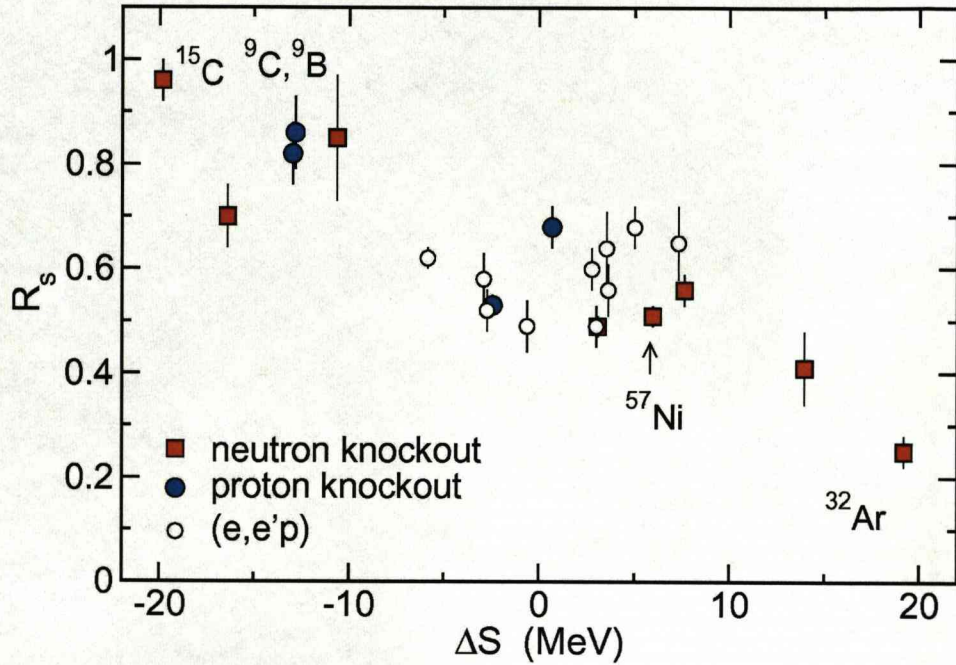 ¹⁵C ⁹C,⁹B
1
0.8
0.6
0.4
0.2
0
R_s
⁵⁷Ni
³²Ar
neutron knockout
proton knockout
(e,e'p)
-20 -10 0 10 20
ΔS (MeV)